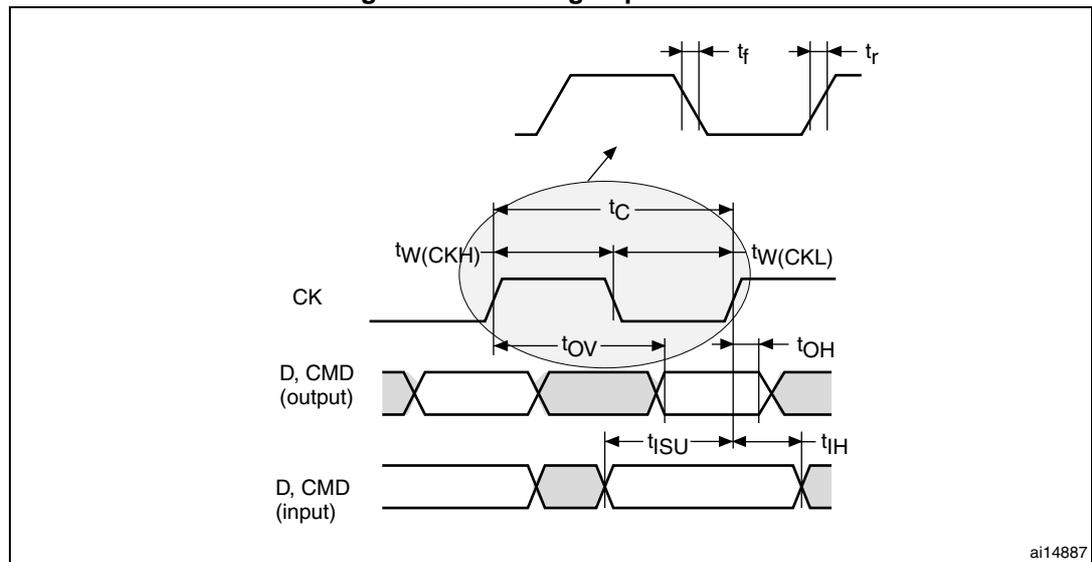 tf
tr
tC
tW(CKH)
tW(CKL)
CK
tOV
tOH
D, CMD
(output)
tISU
tIH
D, CMD
(input)
ai14887